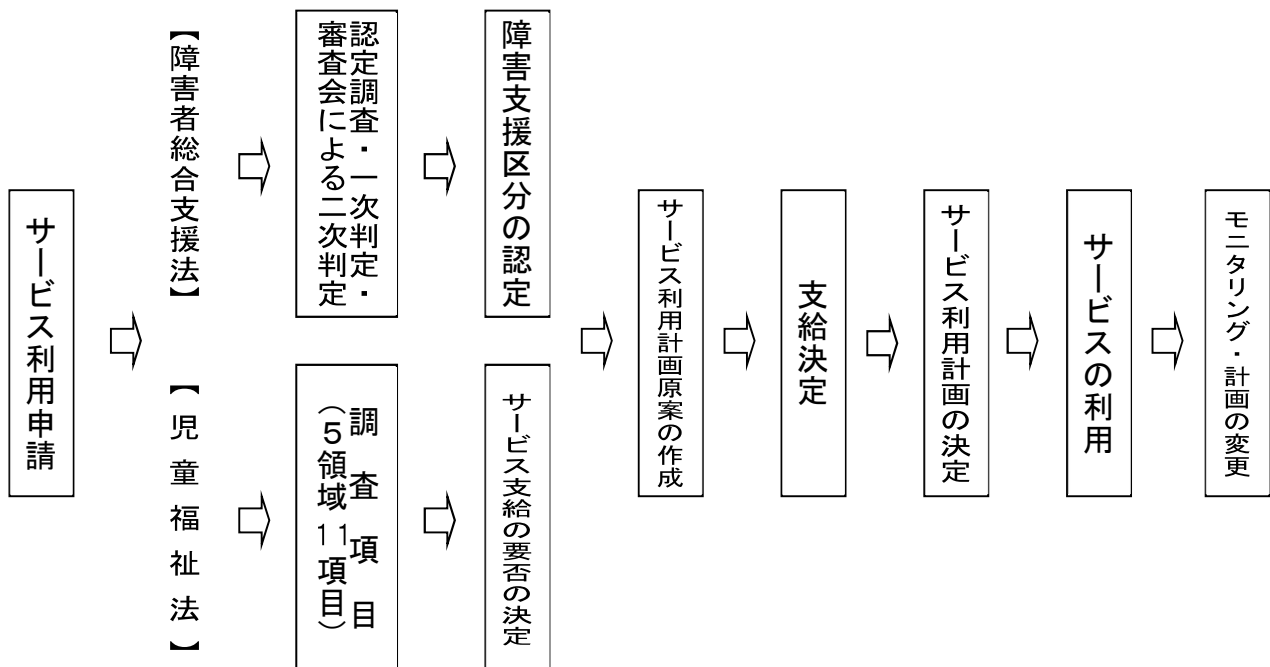 サービス利用申請
【障害者総合支援法】
認定調査・一次判定・
審査会による二次判定
障害支援区分の認定
【児童福祉法】
調査項目
（５領域11項目）
サービス支給の要否の決定
サービス利用計画原案の作成
支給決定
サービス利用計画の決定
サービスの利用
モニタリング・計画の変更